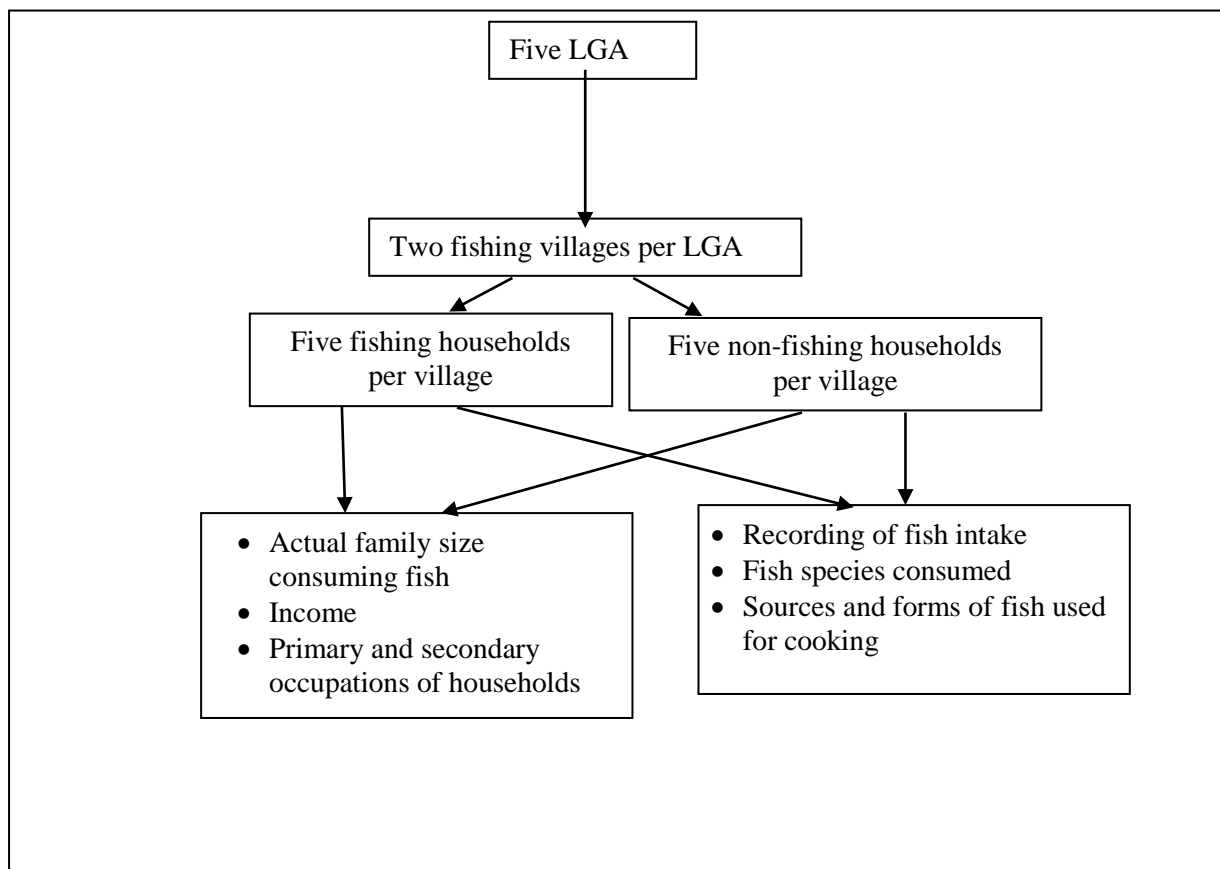 Five LGA
Two fishing villages per LGA
Five fishing households
per village
Five non-fishing households
per village
• Actual family size
consuming fish
• Income
• Primary and secondary
occupations of households
• Recording of fish intake
• Fish species consumed
• Sources and forms of fish used
for cooking